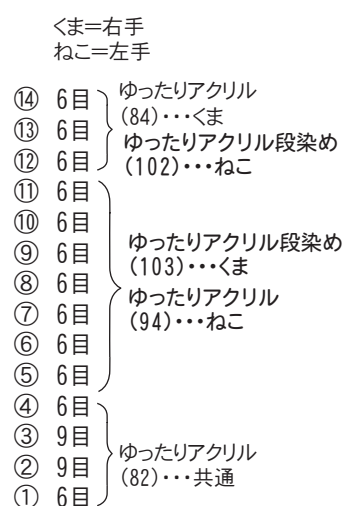 くま=右手
ねこ=左手
⑭ 6目
⑬ 6目
⑫ 6目
ゆったりアクリル
(84)・・・くま
ゆったりアクリル段染め
(102)・・・ねこ
⑪ 6目
⑩ 6目
⑨ 6目
⑧ 6目
⑦ 6目
⑥ 6目
⑤ 6目
ゆったりアクリル段染め
(103)・・・くま
ゆったりアクリル
(94)・・・ねこ
④ 6目
③ 9目
② 9目
① 6目
ゆったりアクリル
(82)・・・共通